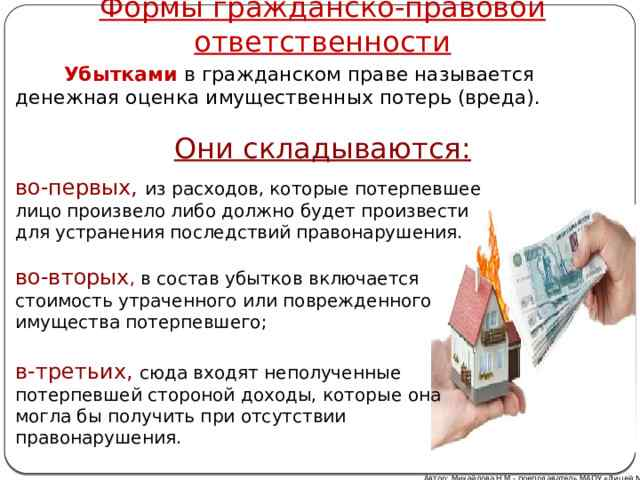 Формы гражданско-правовой
ответственности
Убытками в гражданском праве называется
денежная оценка имущественных потерь (вреда).
Они складываются:
во-первых, из расходов, которые потерпевшее
лицо произвело либо должно будет произвести
для устранения последствий правонарушения.
во-вторых, в состав убытков включается
стоимость утраченного или поврежденного
имущества потерпевшего;
в-третьих, сюда входят неполученные
потерпевшей стороной доходы, которые она
могла бы получить при отсутствии
правонарушения.
Автор: Михайлова Н.М.- преподаватель МАОУ «Лицей